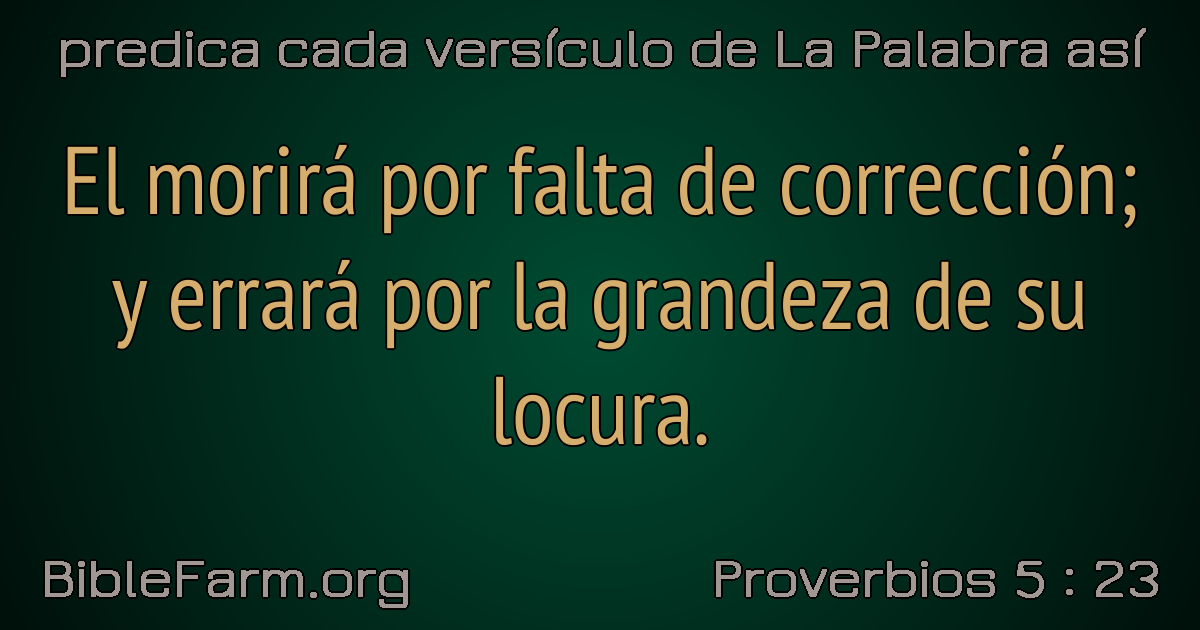 predica cada versículo de La Palabra así
El morirá por falta de corrección;
y errará por la grandeza de su
locura.
BibleFarm.org
Proverbios 5 : 23